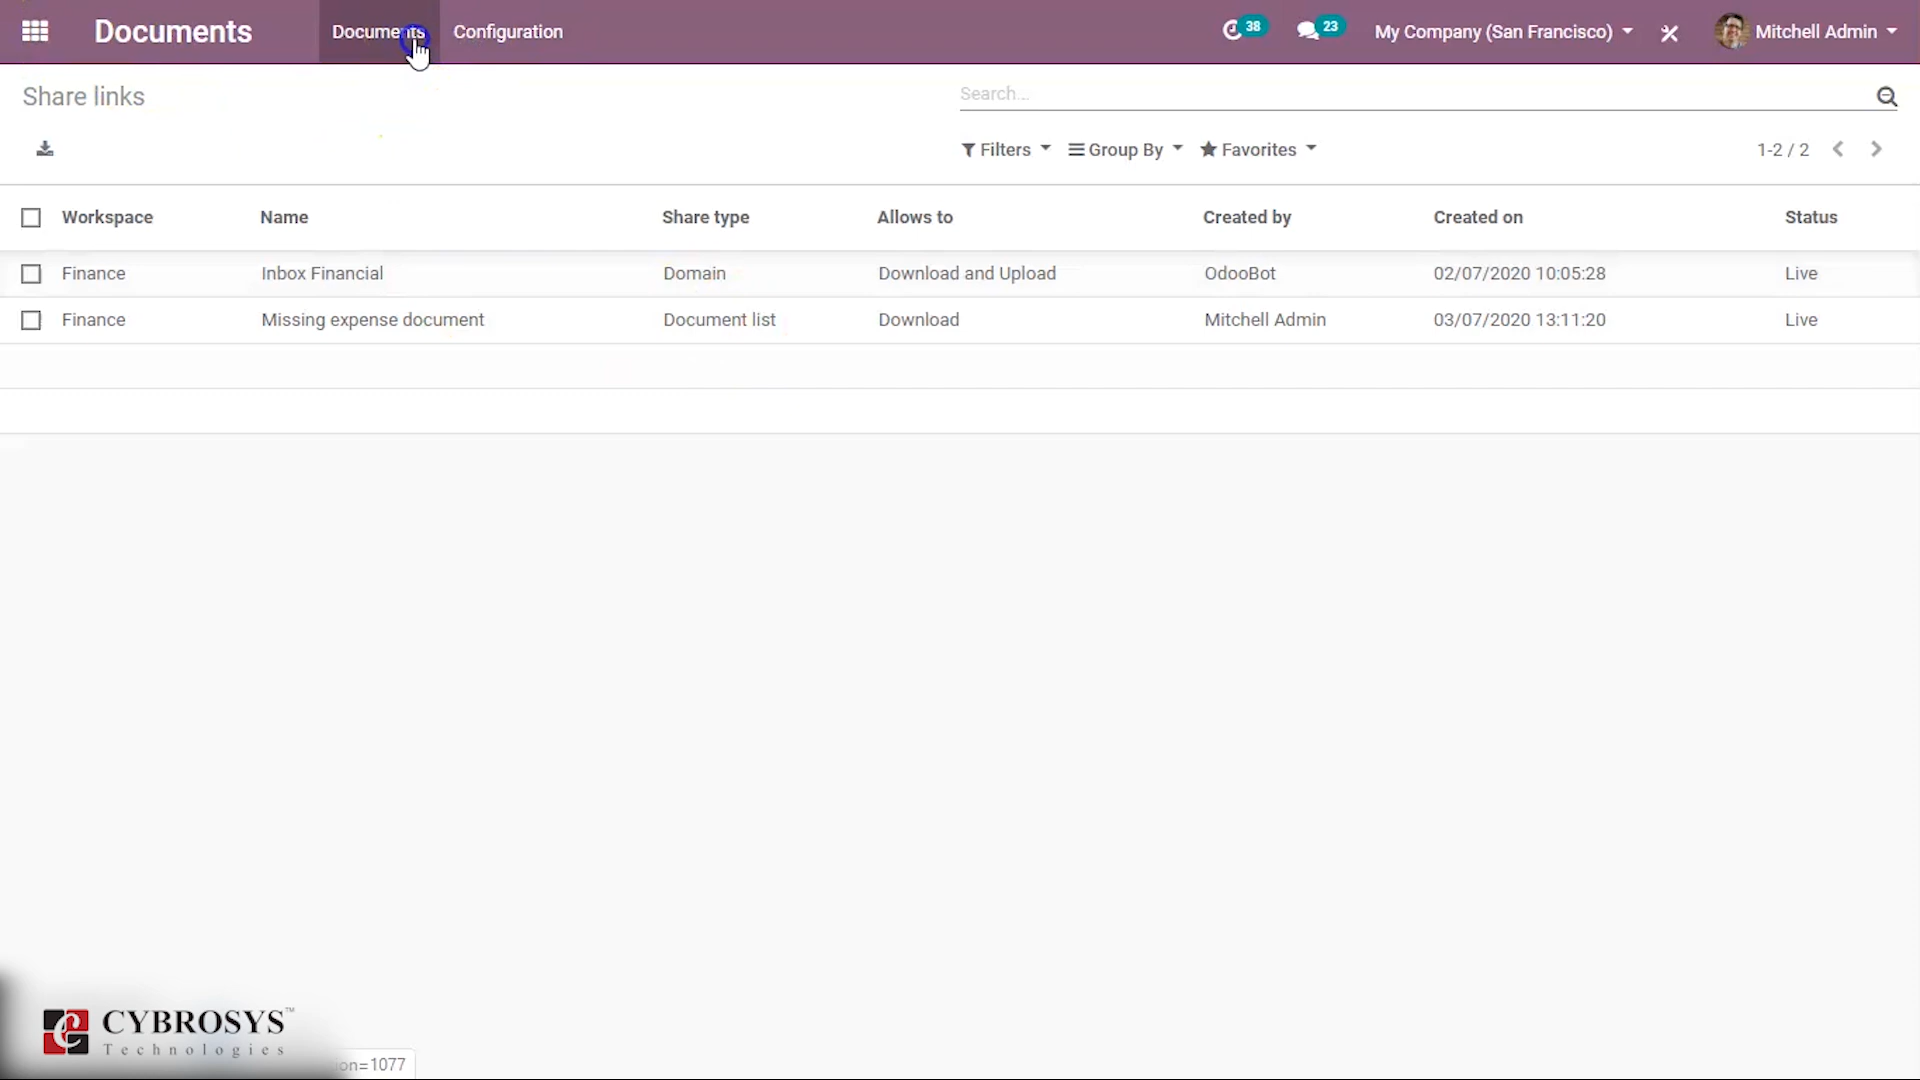 Documents Documents Configuration 38 23 My Company (San Francisco) Mitchell Admin
Share links Search...
Filters Group By Favorites 1-2 / 2
Workspace Name Share type Allows to Created by Created on Status
Finance Inbox Financial Domain Download and Upload OdooBot 02/07/2020 10:05:28 Live
Finance Missing expense document Document list Download Mitchell Admin 03/07/2020 13:11:20 Live
CYBROSYS™
Technologies
ion=1077